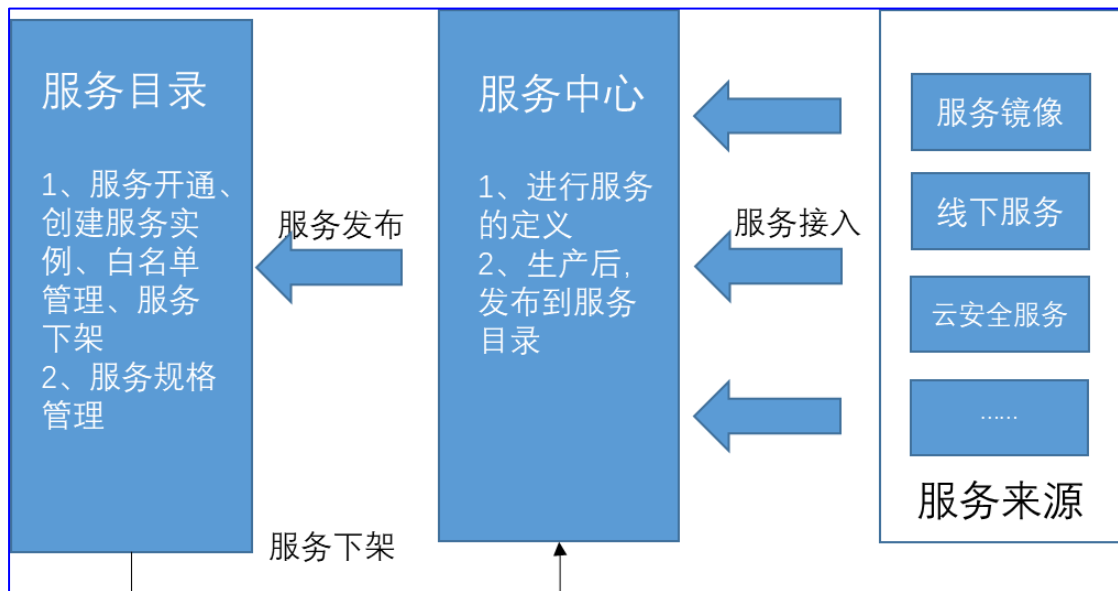 服务目录
1、服务开通、
创建服务实
例、白名单
管理、服务
下架
2、服务规格
管理
服务发布
服务下架
服务中心
1、进行服务
的定义
2、生产后,
发布到服务
目录
服务接入
服务镜像
线下服务
云安全服务
……
服务来源